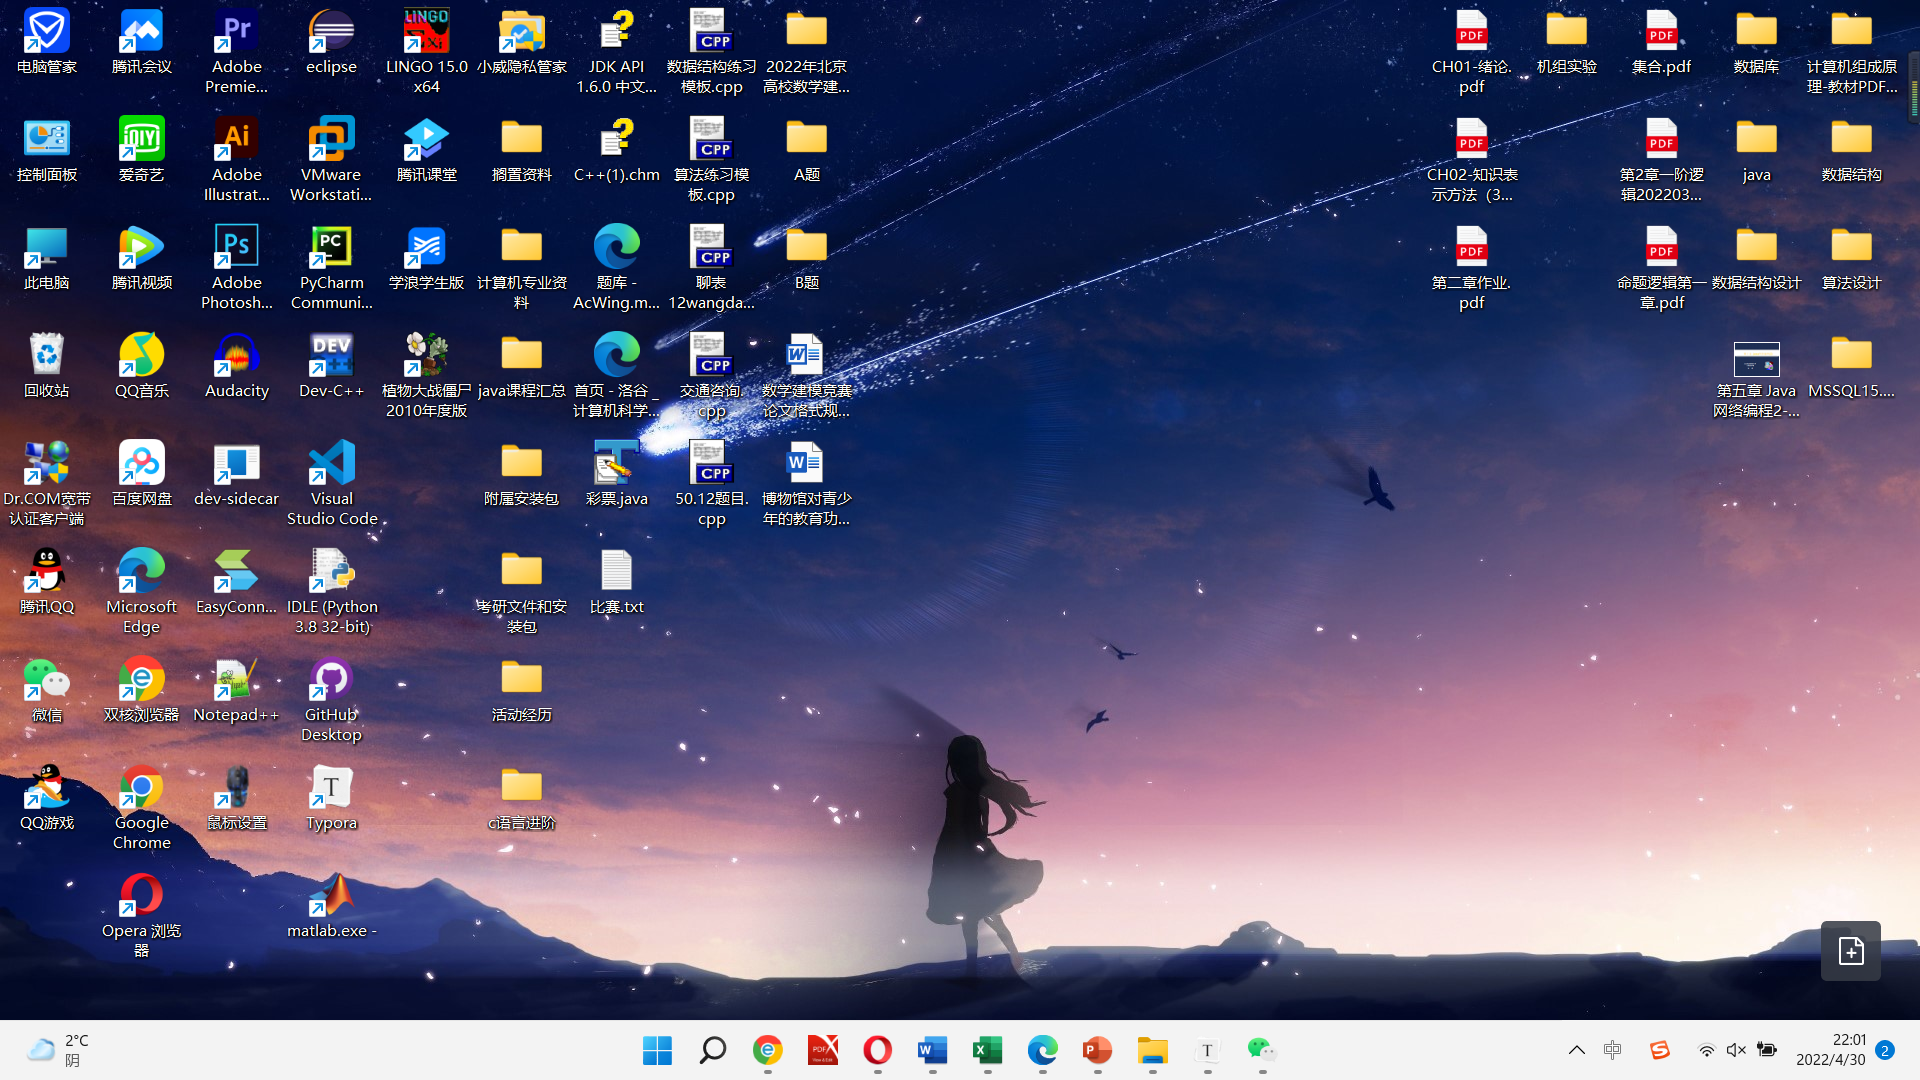 电脑管家
腾讯会议
Adobe
Premie...
eclipse
LINGO 15.0
x64
小威隐私管家
JDK API
1.6.0 中文...
数据结构练习
模板.cpp
2022年北京
高校数学建...
CH01-绪论.
pdf
机组实验
集合.pdf
数据库
计算机组成原
理-教材PDF...
控制面板
爱奇艺
Adobe
Illustrat...
VMware
Workstati...
腾讯课堂
搁置资料
C++(1).chm
算法练习模
板.cpp
A题
CH02-知识表
示方法（3...
第2章一阶逻
辑202203...
java
数据结构
此电脑
腾讯视频
Adobe
Photosh...
PyCharm
Communi...
学浪学生版
计算机专业资
料
题库 -
AcWing.m...
聊表
12wangda...
B题
第二章作业.
pdf
命题逻辑第一
章.pdf
数据结构设计
算法设计
回收站
QQ音乐
Audacity
Dev-C++
植物大战僵尸
2010年度版
java课程汇总
首页 - 洛谷 _
计算机科学...
交通咨询.
cpp
数学建模竞赛
论文格式规...
第五章 Java
网络编程2-...
MSSQL15....
Dr.COM宽带
认证客户端
百度网盘
dev-sidecar
Visual
Studio Code
附属安装包
彩票.java
50.12题目.
cpp
博物馆对青少
年的教育功...
腾讯QQ
Microsoft
Edge
EasyConn...
IDLE (Python
3.8 32-bit)
考研文件和安
装包
比赛.txt
微信
双核浏览器
Notepad++
GitHub
Desktop
活动经历
QQ游戏
Google
Chrome
鼠标设置
Typora
c语言进阶
Opera 浏览
器
matlab.exe -
2°C
阴
中
22:01
2022/4/30
2